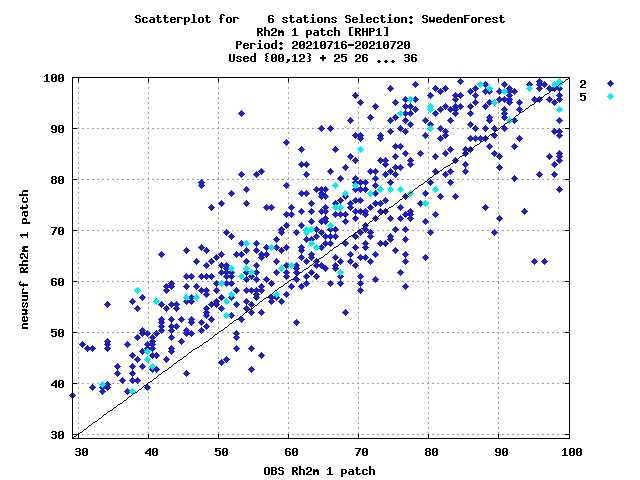 Scatterplot for    6 stations Selection: SwedenForest
Rh2m 1 patch [RHP1]
Period: 20210716-20210720
Used {00,12} + 25 26 ... 36
100
90
80
70
60
50
40
30
newsurf Rh2m 1 patch
2
5
30 40 50 60 70 80 90 100
OBS Rh2m 1 patch